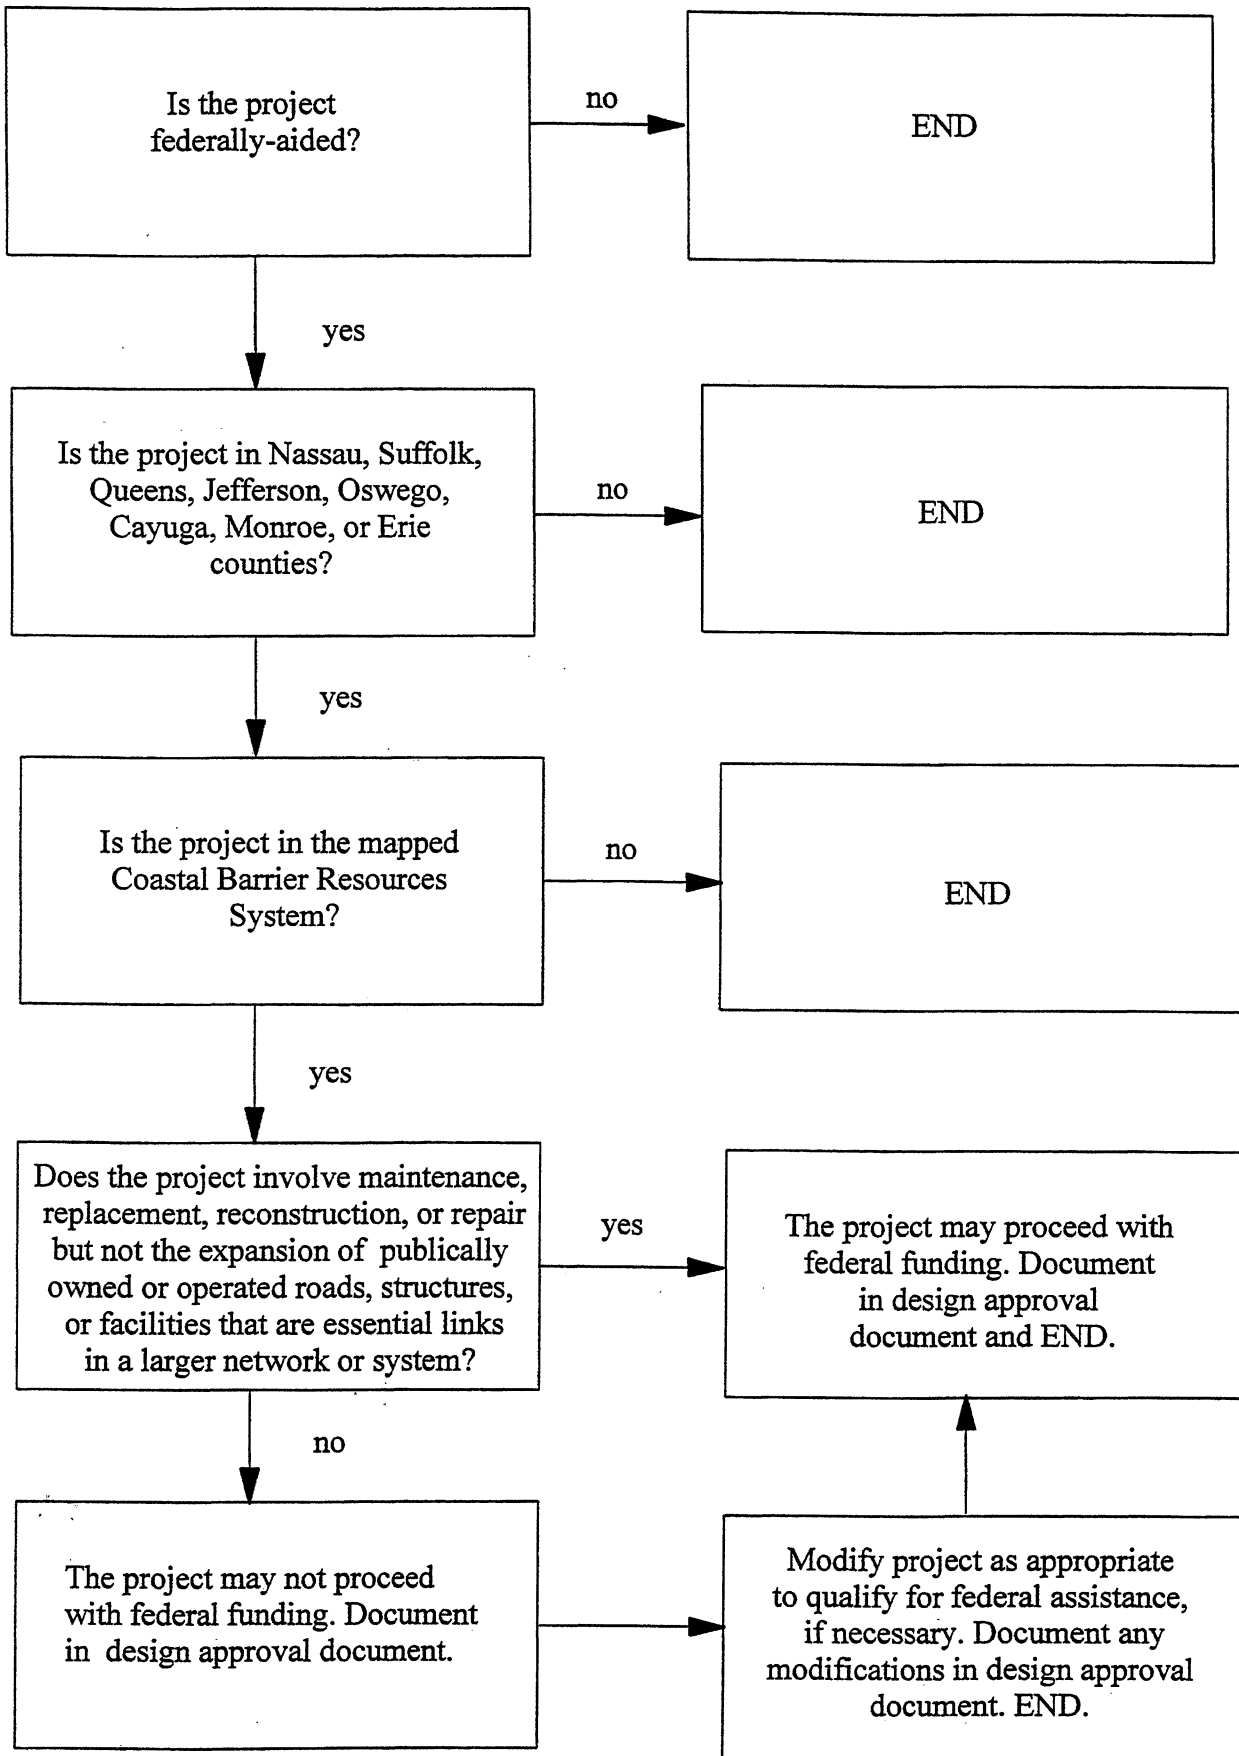 Is the project
federally-aided?
no
END
yes
Is the project in Nassau, Suffolk,
Queens, Jefferson, Oswego,
Cayuga, Monroe, or Erie
counties?
no
END
yes
Is the project in the mapped
Coastal Barrier Resources
System?
no
END
yes
Does the project involve maintenance,
replacement, reconstruction, or repair
but not the expansion of publically
owned or operated roads, structures,
or facilities that are essential links
in a larger network or system?
yes
The project may proceed with
federal funding. Document
in design approval
document and END.
no
The project may not proceed
with federal funding. Document
in design approval document.
Modify project as appropriate
to qualify for federal assistance,
if necessary. Document any
modifications in design approval
document. END.